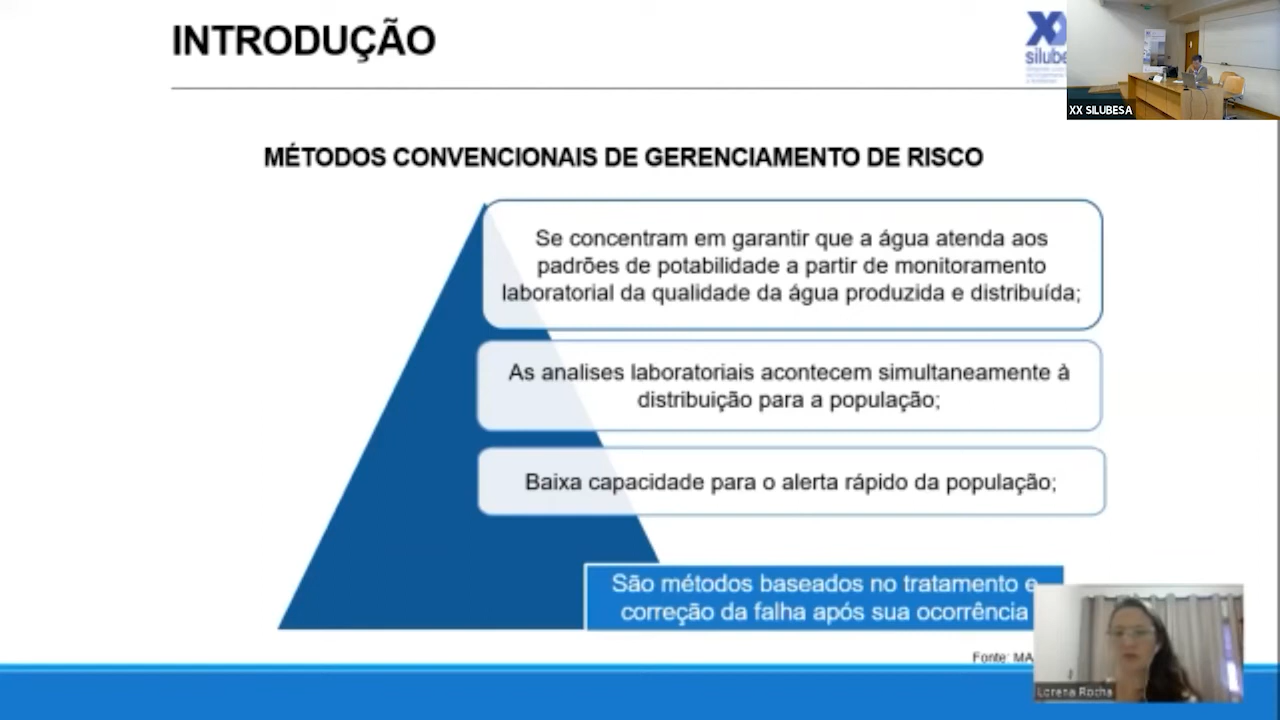 INTRODUÇÃO
silube
XX SILUBESA
MÉTODOS CONVENCIONAIS DE GERENCIAMENTO DE RISCO
Se concentram em garantir que a água atenda aos
padrões de potabilidade a partir de monitoramento
laboratorial da qualidade da água produzida e distribuída;
As analises laboratoriais acontecem simultaneamente à
distribuição para a população;
Baixa capacidade para o alerta rápido da população;
São métodos baseados no tratamento e
correção da falha após sua ocorrência
Fonte: MA
Lorena Rocha